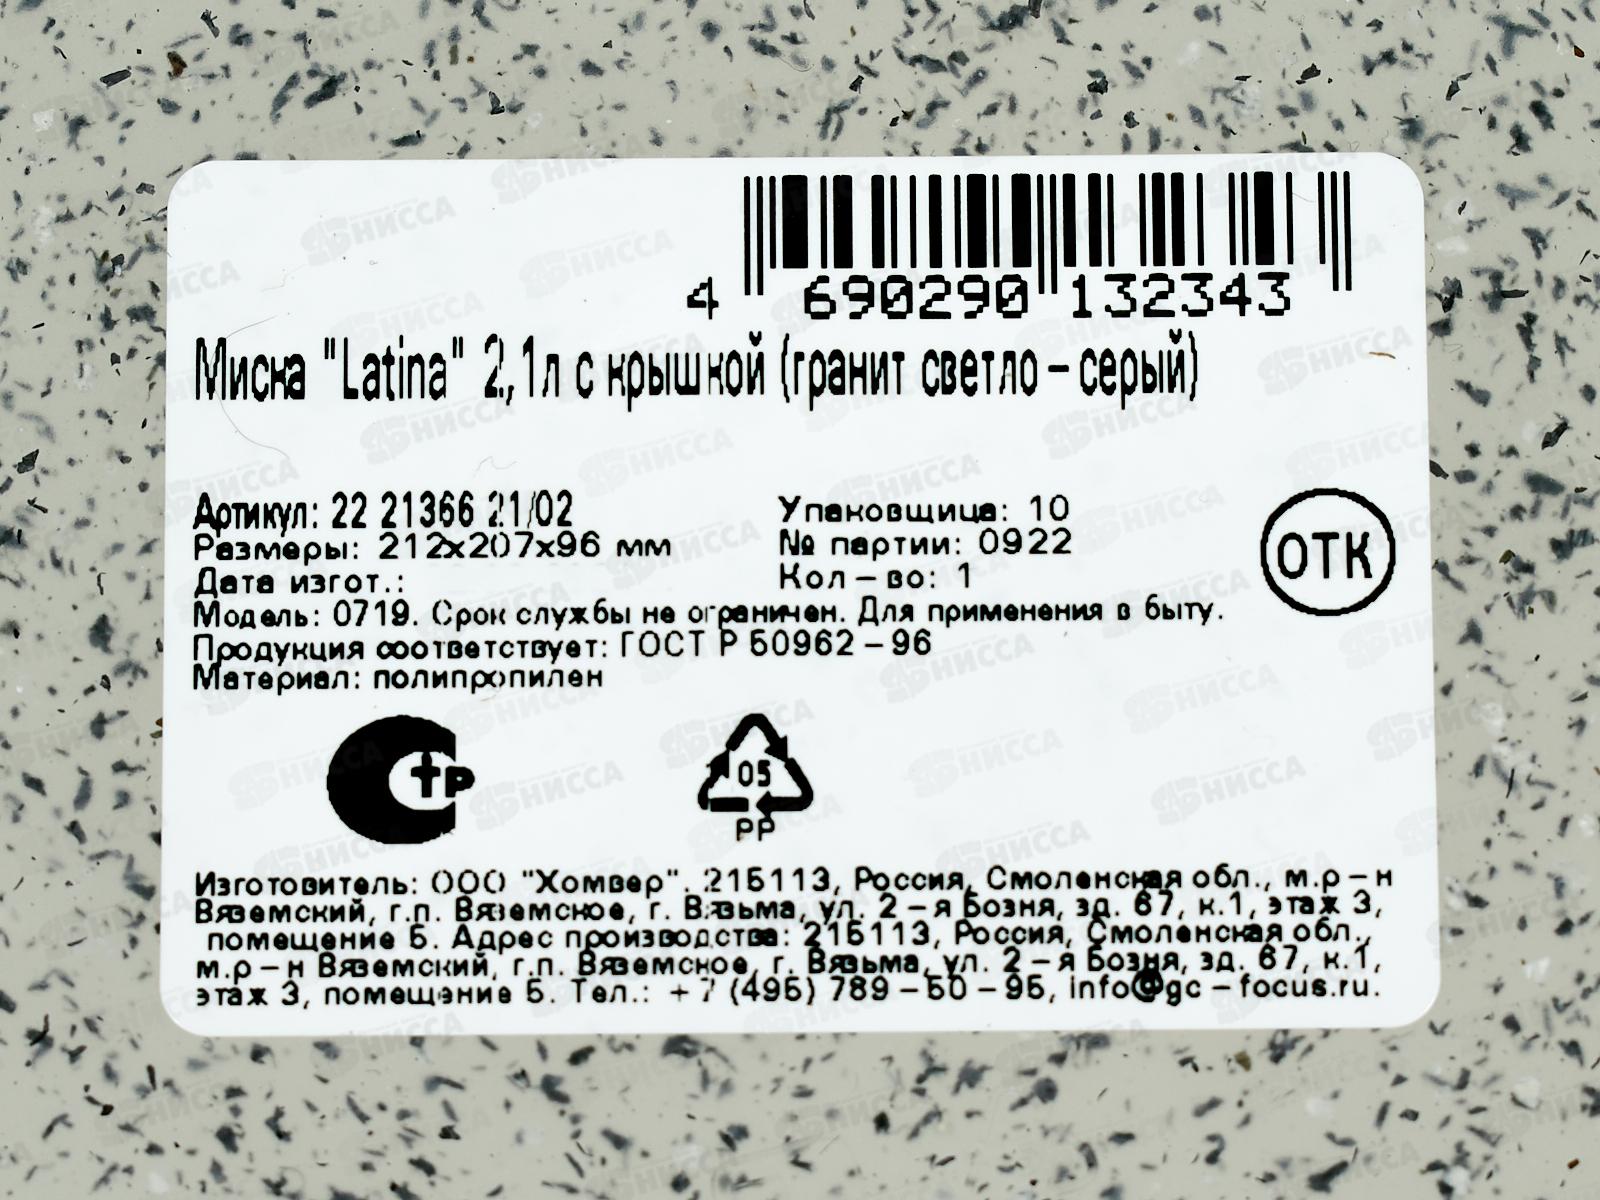 4 690290 132343
Миска "Latina" 2,1л с крышкой (гранит светло-серый)
Артикул: 22 21366 21/02
Размеры: 212x207x96 мм
Дата изгот.:
Упаковщица: 10
№ партии: 0922
Кол-во: 1
ОТК
Модель: 0719. Срок службы не ограничен. Для применения в быту.
Продукция соответствует: ГОСТ Р 50962-96
Материал: полипропилен
СТР
05
PP
Изготовитель: ООО "Хомвер". 215113, Россия, Смоленская обл., м.р-н
Вяземский, г.п. Вяземское, г. Вязьма, ул. 2-я Бозня, зд. 67, к.1, этаж 3,
помещение 5. Адрес производства: 215113, Россия, Смоленская обл.,
м.р-н Вяземский, г.п. Вяземское, г. Вязьма, ул. 2-я Бозня, зд. 67, к.1,
этаж 3, помещение 5. Тел.: +7 (495) 789-50-95, info@gc-focus.ru.
НИССА